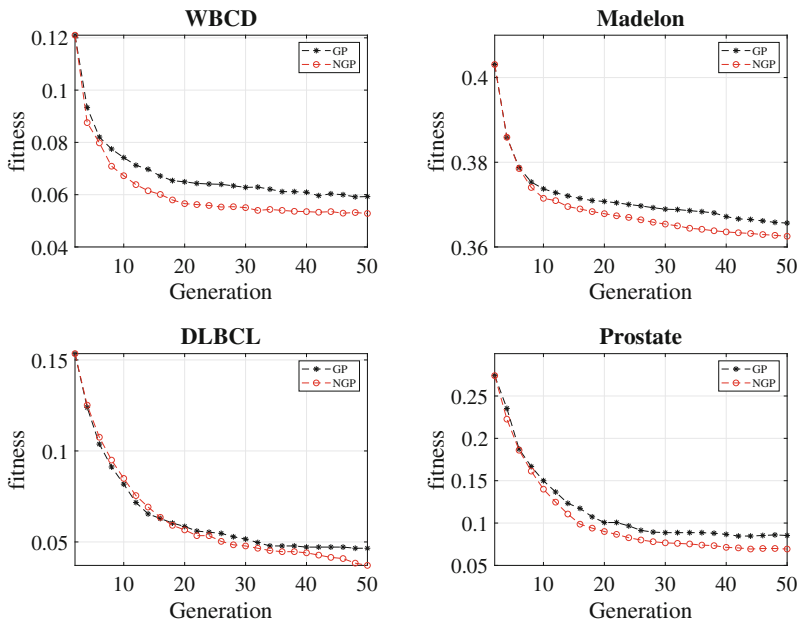 WBCD
0.12
0.1
0.08
0.06
0.04
fitness
10 20 30 40 50
Generation
GP
NGP
Madelon
0.4
0.38
0.36
fitness
10 20 30 40 50
Generation
GP
NGP
DLBCL
0.15
0.1
0.05
fitness
10 20 30 40 50
Generation
GP
NGP
Prostate
0.25
0.2
0.15
0.1
0.05
fitness
10 20 30 40 50
Generation
GP
NGP